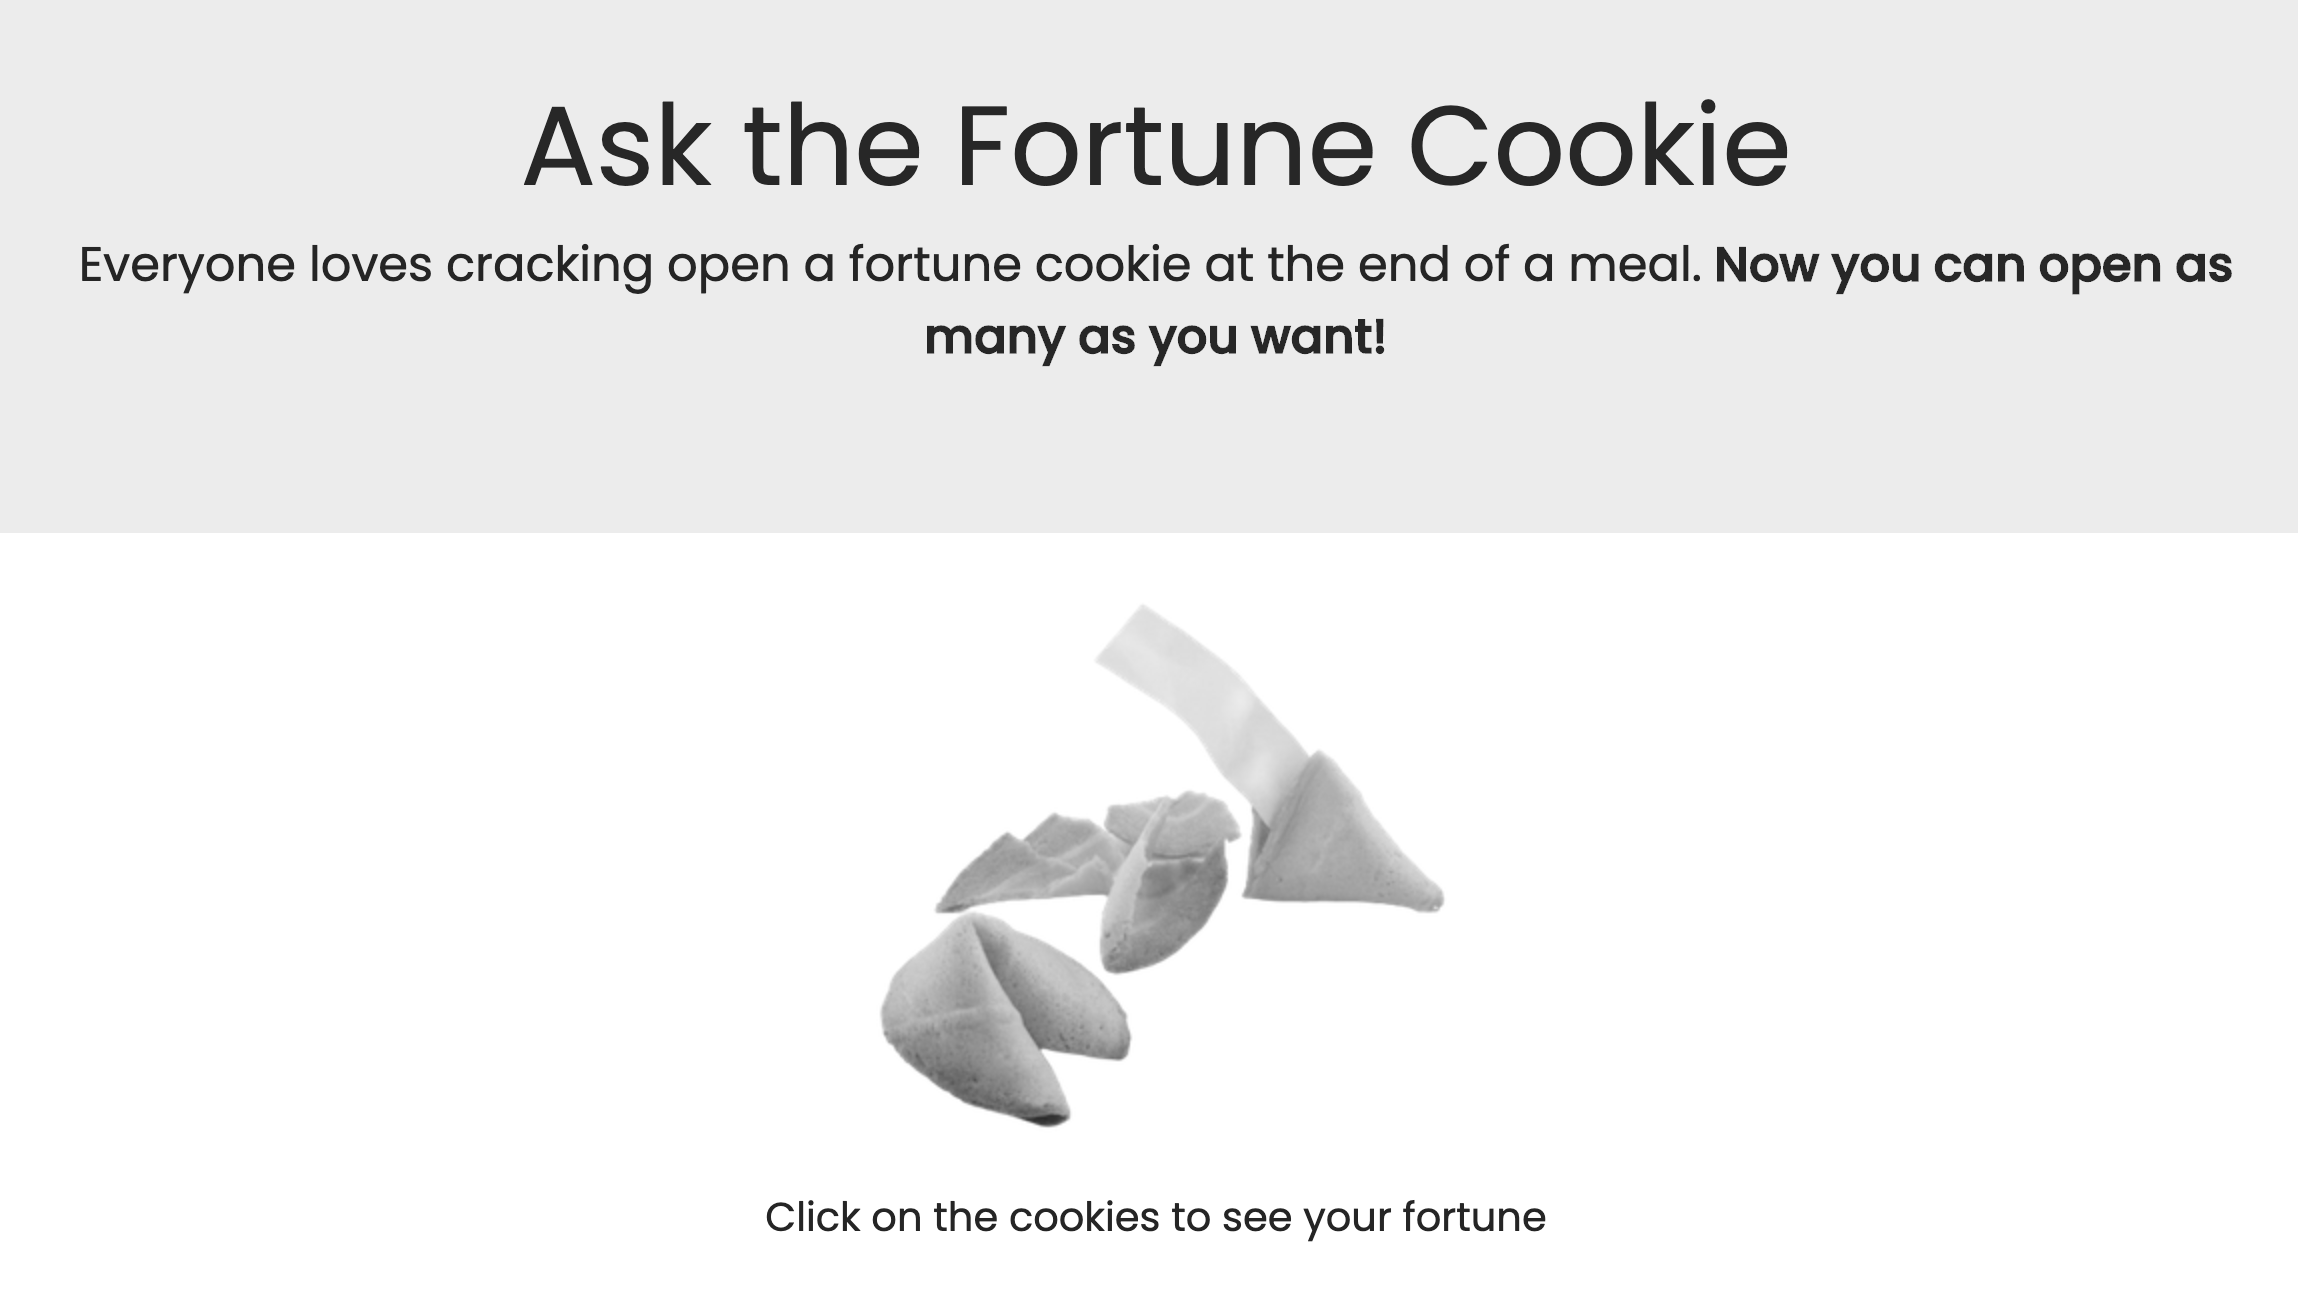 Ask the Fortune Cookie
Everyone loves cracking open a fortune cookie at the end of a meal. Now you can open as
many as you want!
Click on the cookies to see your fortune